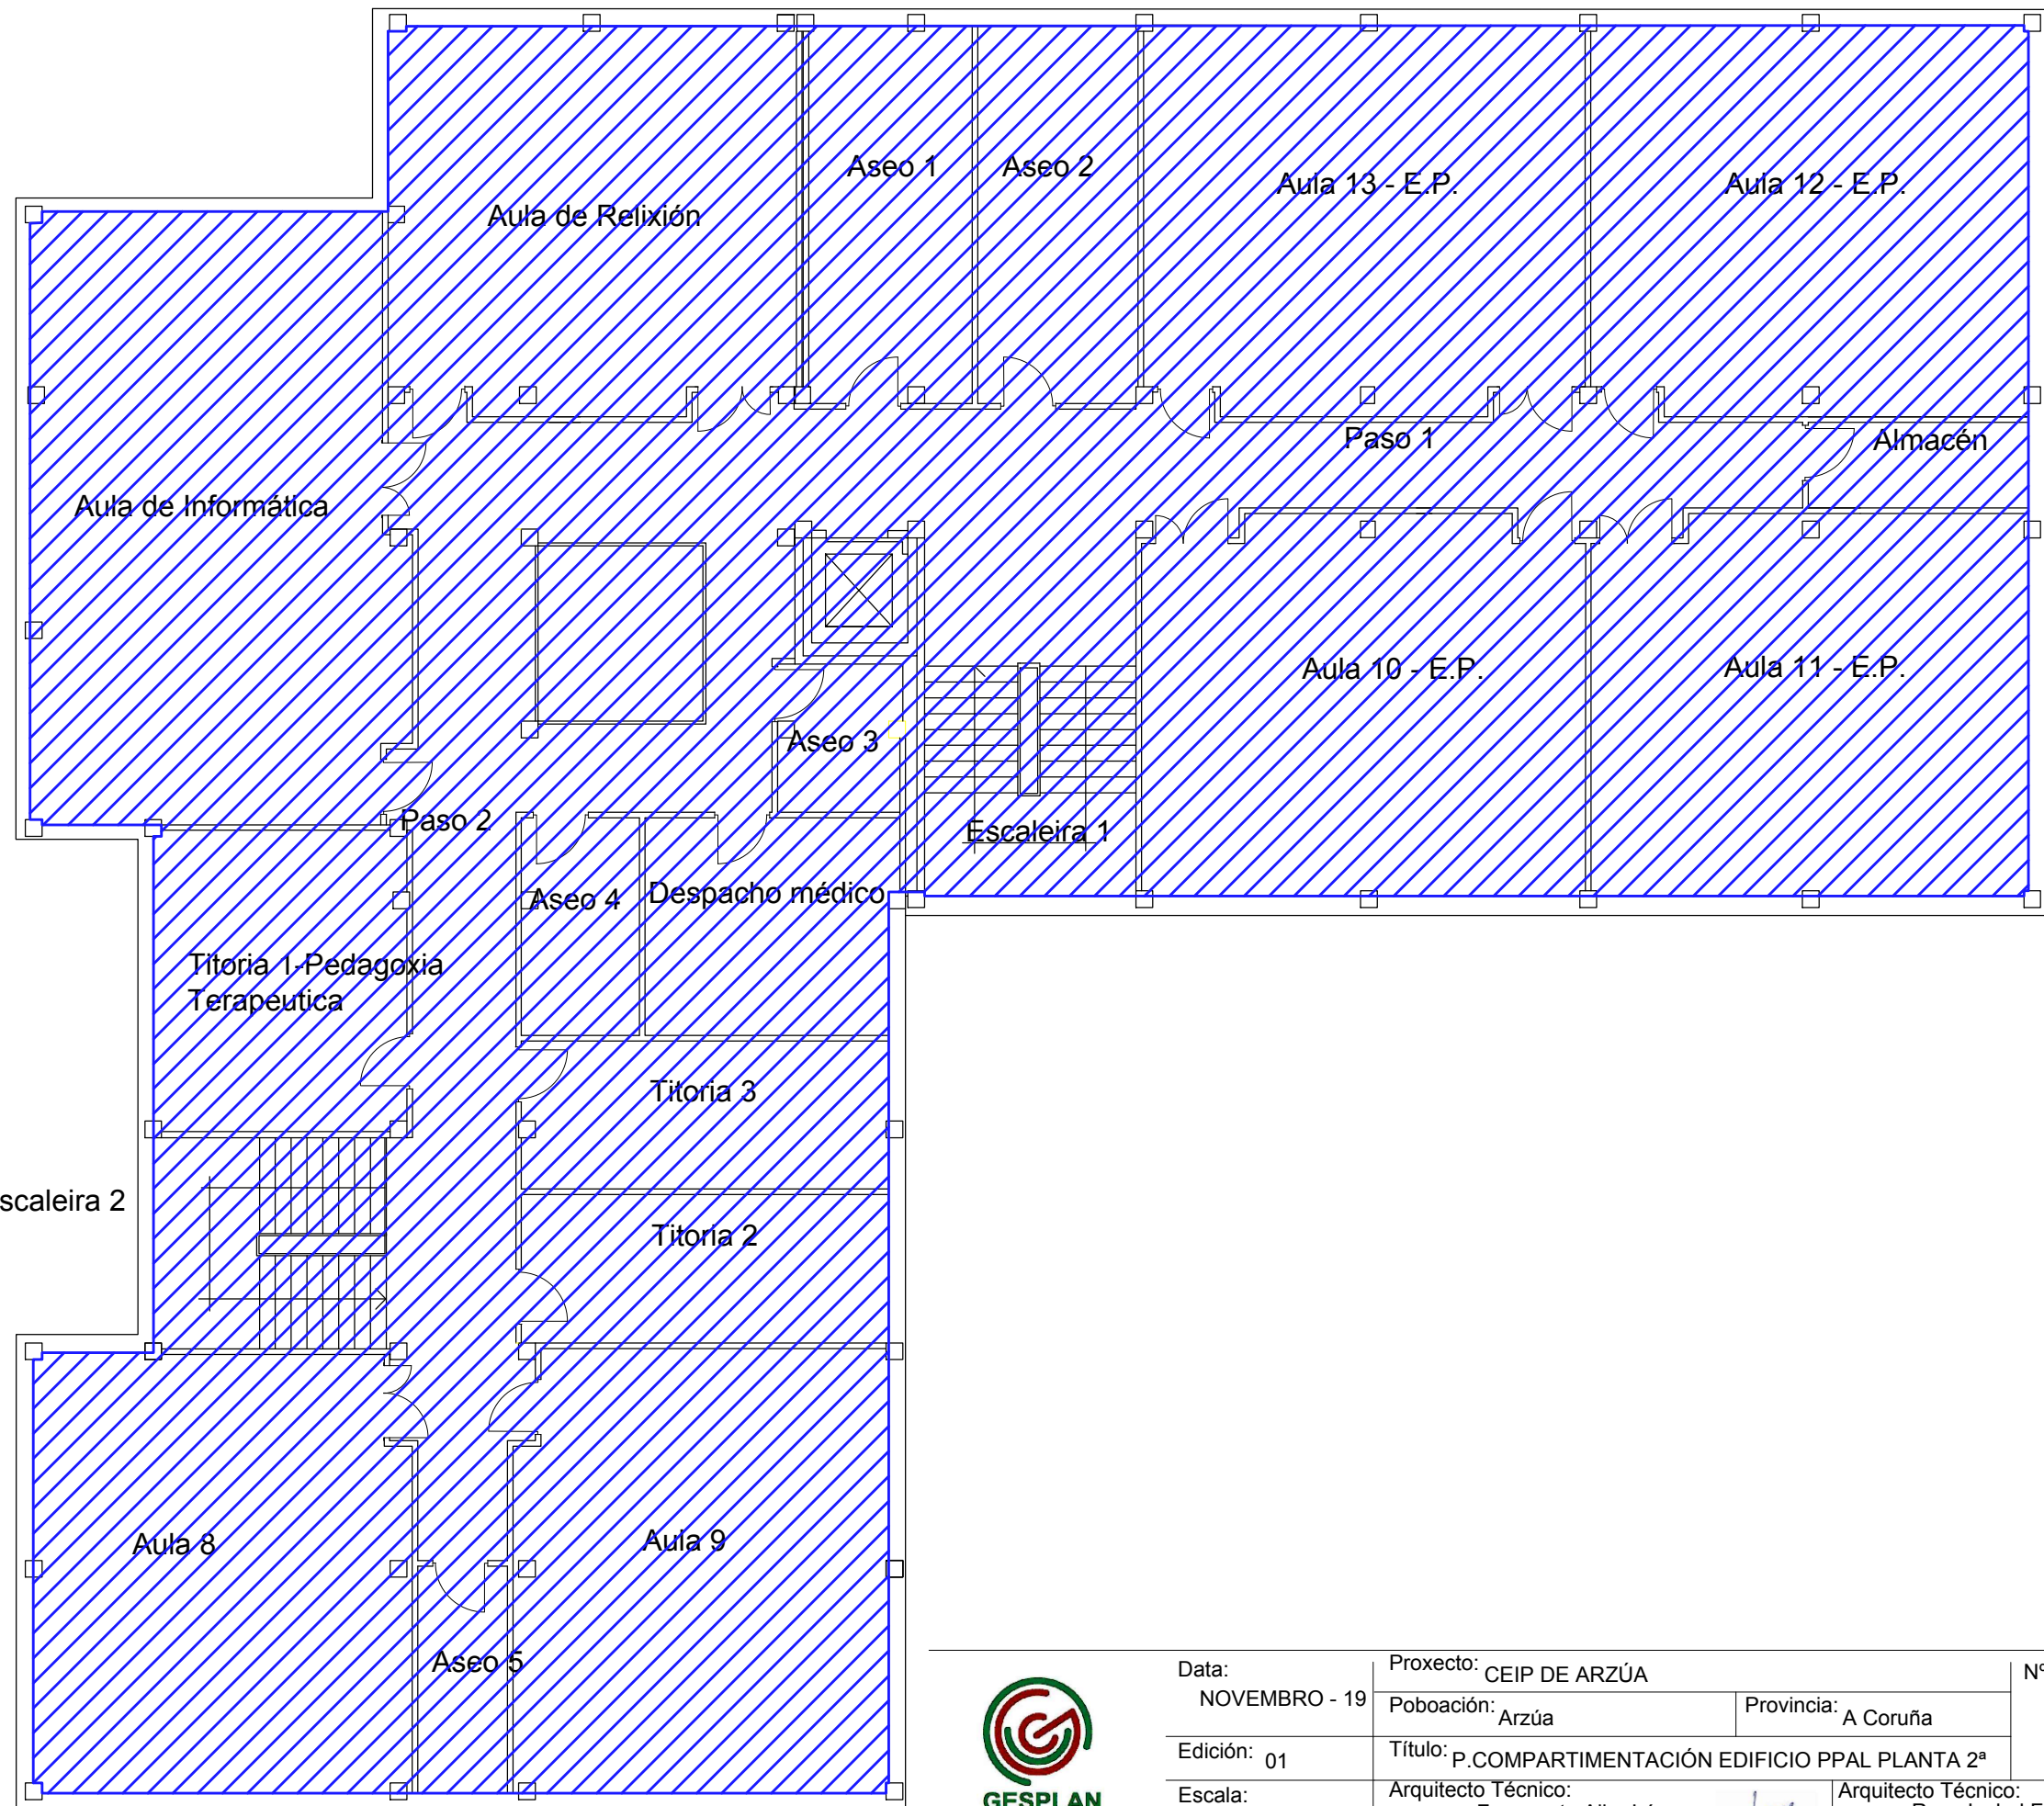 Aseo 1
Aseo 2
Aula 13 - E.P.
Aula 12 - E.P.
Aula de Relixión
Paso 1
Almacén
Aula de Informática
Aula 10 - E.P.
Aula 11 - E.P.
Aseo 3
Paso 2
Escaleira 1
Aseo 4
Despacho médico
Titoria 1-Pedagoxia
Terapeutica
Titoria 3
scaleira 2
Titoria 2
Aula 8
Aula 9
Aseo 5
Data:
NOVEMBRO - 19
Proxecto: CEIP DE ARZÚA
Nº
Poboación: Arzúa
Provincia: A Coruña
Edición: 01
Título: P.COMPARTIMENTACIÓN EDIFICIO PPAL PLANTA 2ª
Escala:
Arquitecto Técnico:
Arquitecto Técnico:
GESPLAN